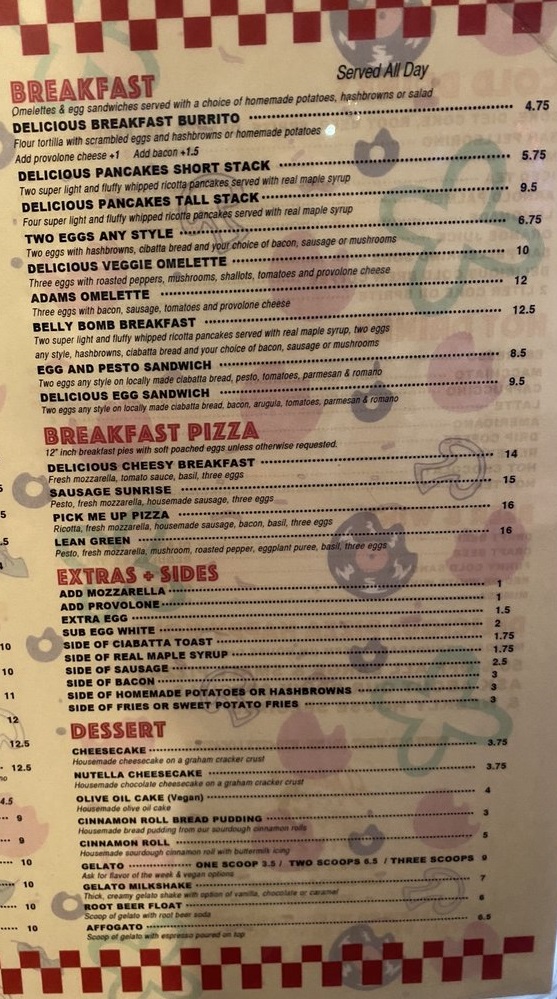 Served All Day
BREAKFAST
Omelettes & egg sandwiches served with a choice of homemade potatoes, hashbrowns or salad
DELICIOUS BREAKFAST BURRITO 4.75
Flour tortilla with scrambled eggs and hashbrowns or homemade potatoes
Add provolone cheese +1 Add bacon +1.5
DELICIOUS PANCAKES SHORT STACK 5.75
Two super light and fluffy whipped ricotta pancakes served with real maple syrup
DELICIOUS PANCAKES TALL STACK 9.5
Four super light and fluffy whipped ricotta pancakes served with real maple syrup
TWO EGGS ANY STYLE 6.75
Two eggs with hashbrowns, cibatta bread and your choice of bacon, sausage or mushrooms
DELICIOUS VEGGIE OMELETTE 10
Three eggs with roasted peppers, mushrooms, shallots, tomatoes and provolone cheese
ADAMS OMELETTE 12
Three eggs with bacon, sausage, tomatoes and provolone cheese
BELLY BOMB BREAKFAST 12.5
Two super light and fluffy whipped ricotta pancakes served with real maple syrup, two eggs
any style, hashbrowns, ciabatta bread and your choice of bacon, sausage or mushrooms
EGG AND PESTO SANDWICH 8.5
Two eggs any style on locally made ciabatta bread, pesto, tomatoes, parmesan & romano
DELICIOUS EGG SANDWICH 9.5
Two eggs any style on locally made ciabatta bread, bacon, arugula, tomatoes, parmesan & romano
BREAKFAST PIZZA
12" inch breakfast pies with soft poached eggs unless otherwise requested.
DELICIOUS CHEESY BREAKFAST 14
Fresh mozzarella, tomato sauce, basil, three eggs
SAUSAGE SUNRISE 15
Pesto, fresh mozzarella, housemade sausage, three eggs
PICK ME UP PIZZA 16
Ricotta, fresh mozzarella, housemade sausage, bacon, basil, three eggs
LEAN GREEN 16
Pesto, fresh mozzarella, mushroom, roasted pepper, eggplant puree, basil, three eggs
EXTRAS + SIDES
ADD MOZZARELLA 1
ADD PROVOLONE 1
EXTRA EGG 1.5
SUB EGG WHITE 2
SIDE OF CIABATTA TOAST 1.75
SIDE OF REAL MAPLE SYRUP 1.75
SIDE OF SAUSAGE 2.5
SIDE OF BACON 3
SIDE OF HOMEMADE POTATOES OR HASHBROWNS 3
SIDE OF FRIES OR SWEET POTATO FRIES 3
DESSERT
CHEESECAKE 3.75
Housemade cheesecake on a graham cracker crust
NUTELLA CHEESECAKE 3.75
Housemade chocolate cheesecake on a graham cracker crust
OLIVE OIL CAKE (Vegan) 4
Housemade olive oil cake
CINNAMON ROLL BREAD PUDDING 3
Housemade bread pudding from our sourdough cinnamon rolls
CINNAMON ROLL 5
Housemade sourdough cinnamon roll with buttermilk icing
GELATO ONE SCOOP 3.5 / TWO SCOOPS 6.5 / THREE SCOOPS 9
Ask for flavor of the week & vegan options
GELATO MILKSHAKE 7
Thick, creamy gelato shake with option of vanilla, chocolate or caramel
ROOT BEER FLOAT 6
Scoop of gelato with root beer soda
AFFOGATO 6.5
Scoop of gelato with espresso poured on top
10
10
11
12
12.5
12.5
4.5
9
9
10
10
10
10